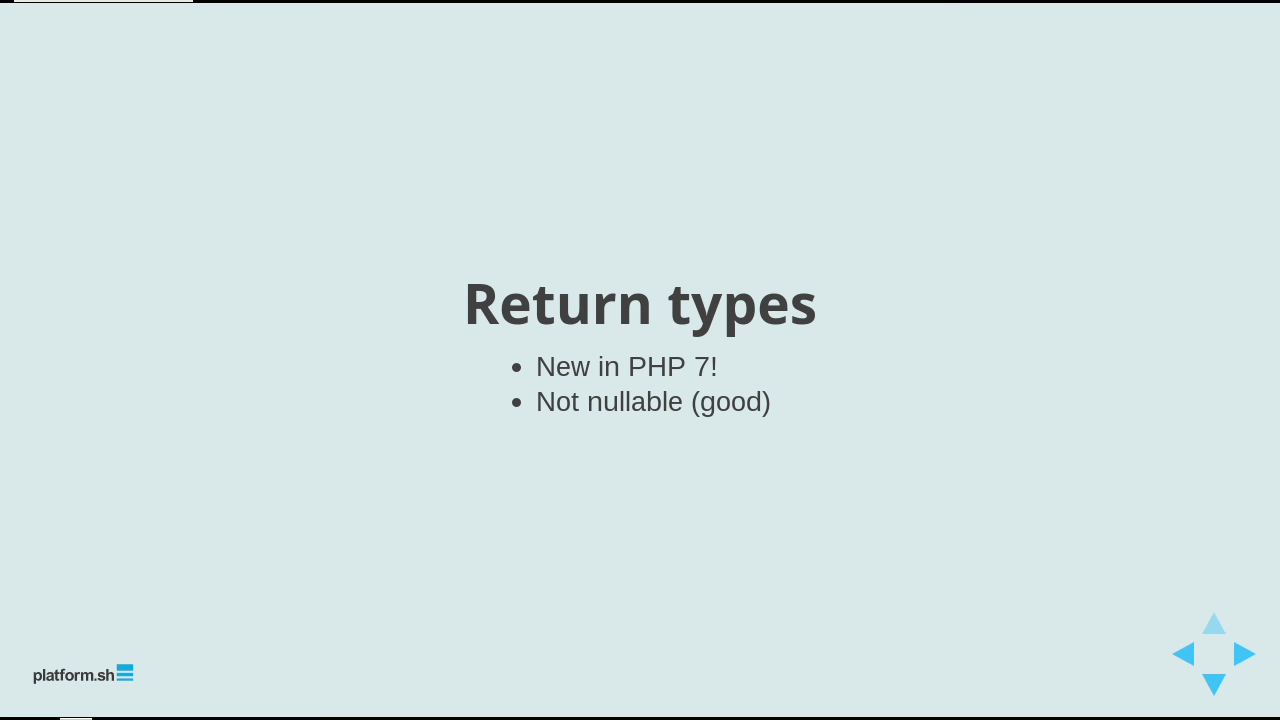 Return types
New in PHP 7!
Not nullable (good)
platform.sh